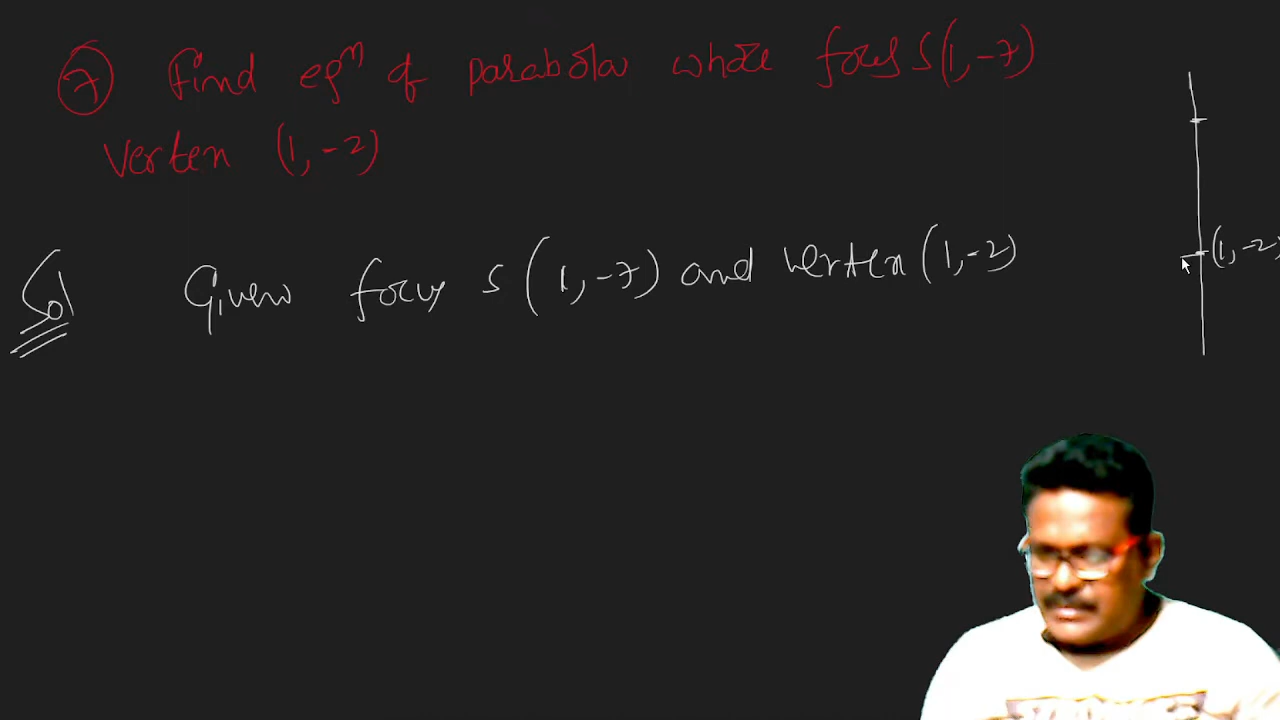 7 Find eqn of parabola whose focus S(1,-7)
Vertex (1,-2)
Sol Given focus S (1,-7) and vertex (1,-2)
(1,-2)